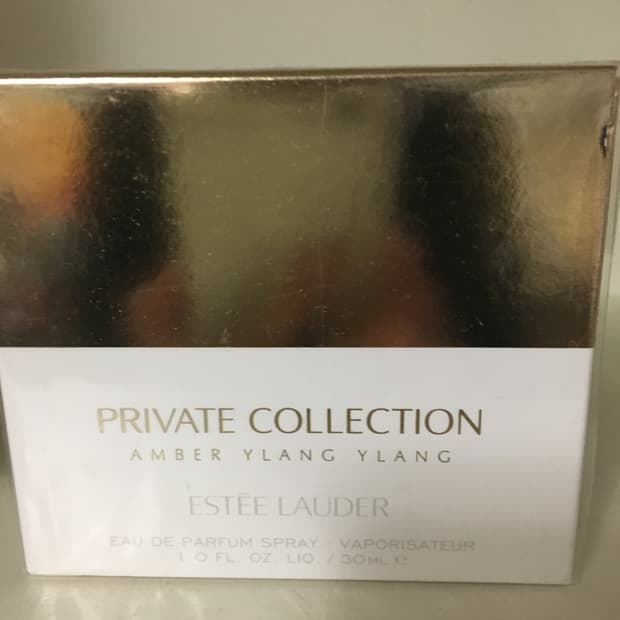 PRIVATE COLLECTION
AMBER YLANG YLANG
ESTĒE LAUDER
EAU DE PARFUM SPRAY · VAPORISATEUR
1.0 FL. OZ. LIQ. / 30ML ℮